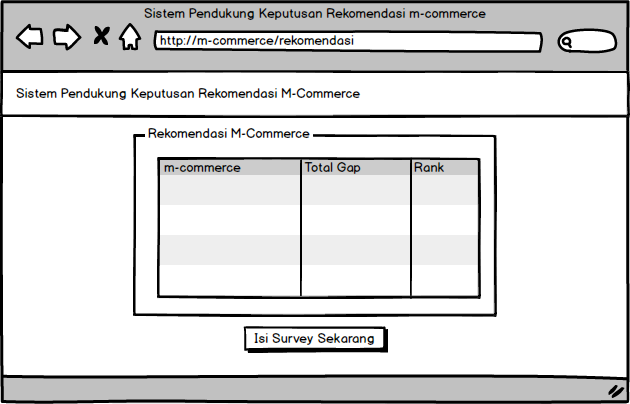 Sistem Pendukung Keputusan Rekomendasi m-commerce
http://m-commerce/rekomendasi
Sistem Pendukung Keputusan Rekomendasi M-Commerce
Rekomendasi M-Commerce
m-commerce Total Gap Rank
Isi Survey Sekarang